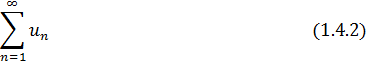 ∑_{n=1}^{∞} u_n (1.4.2)